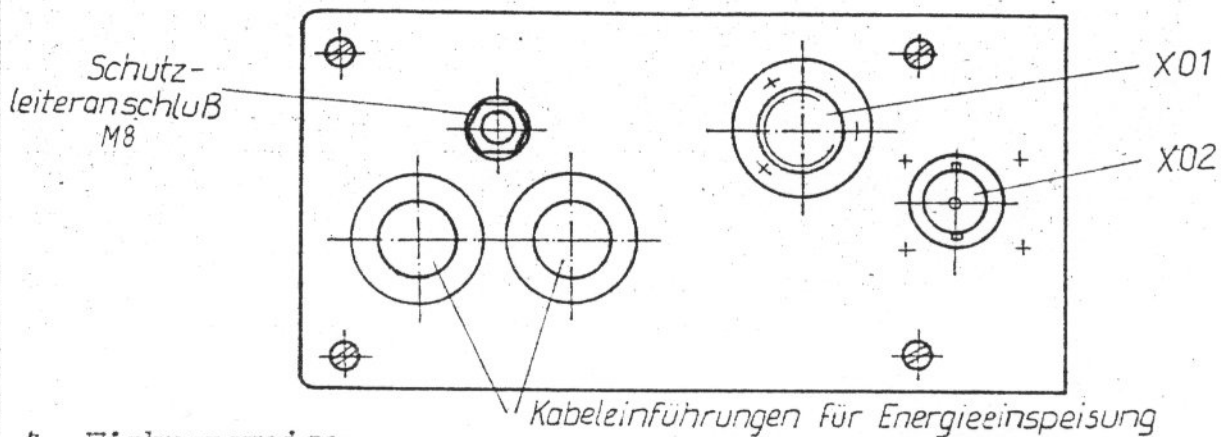 Schutz-
leiteranschluß
M8
X01
X02
Kabeleinführungen für Energieeinspeisung